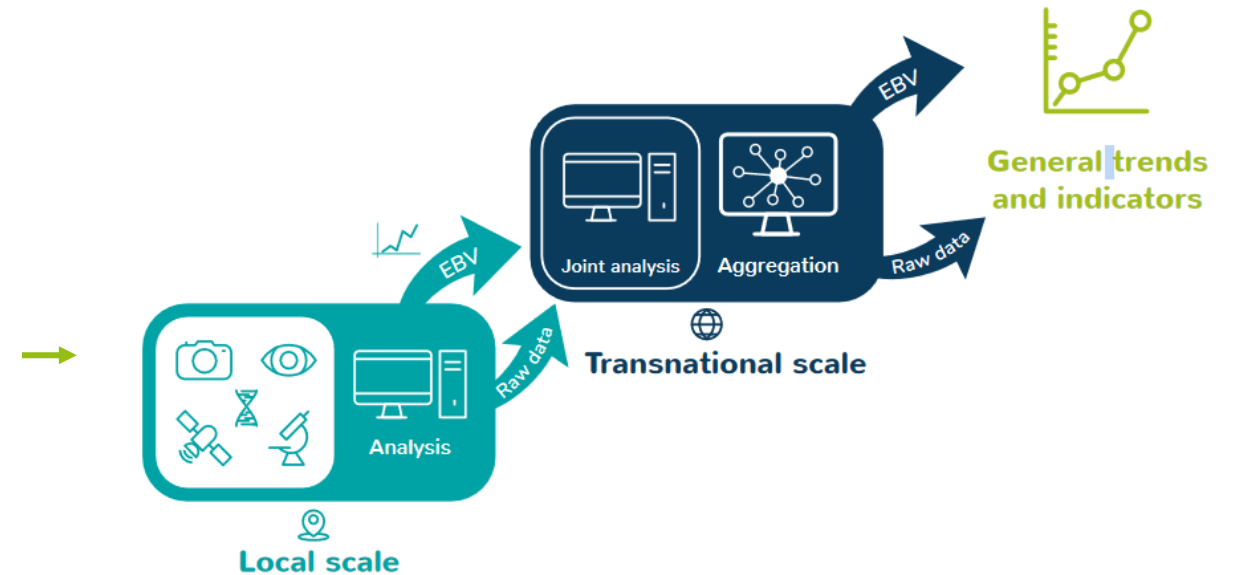 EBV
General trends
and indicators
Joint analysis
Aggregation
Raw data
EBV
Raw data
Transnational scale
Analysis
Local scale